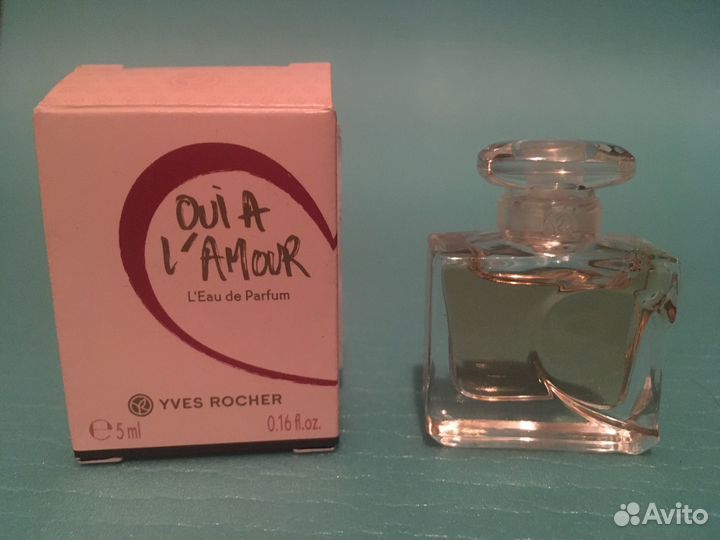 OUI A
L'AMOUR
L'Eau de Parfum
YVES ROCHER
e 5 ml 0.16 fl.oz.
Avito